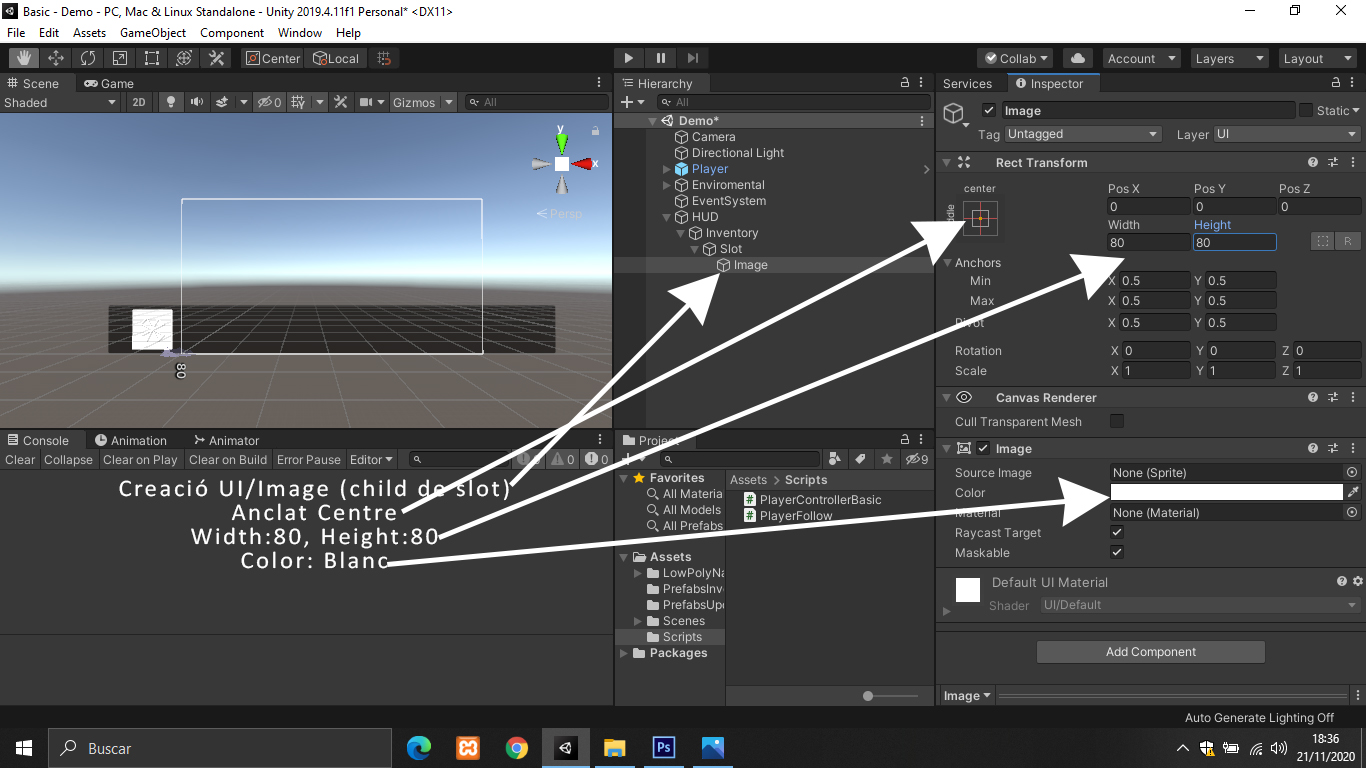 Basic - Demo - PC, Mac & Linux Standalone - Unity 2019.4.11f1 Personal* <DX11>
File Edit Assets GameObject Component Window Help
Center Local Collab Account Layers Layout
Scene Game
Shaded 2D 0 Gizmos All
y
x
Persp
80
Hierarchy
All
Demo*
Camera
Directional Light
Player
Enviromental
EventSystem
HUD
Inventory
Slot
Image
Services Inspector
Image Static
Tag Untagged Layer UI
Rect Transform
center Pos X Pos Y Pos Z
0 0 0
Width Height
80 80 R
Anchors
Min X 0.5 Y 0.5
Max X 0.5 Y 0.5
Pivot X 0.5 Y 0.5
Rotation X 0 Y 0 Z 0
Scale X 1 Y 1 Z 1
Canvas Renderer
Cull Transparent Mesh
Image
Source Image None (Sprite)
Color
Material None (Material)
Raycast Target
Maskable
Default UI Material
Shader UI/Default
Add Component
Image
Console Animation Animator
Clear Collapse Clear on Play Clear on Build Error Pause Editor 0 0 0
Creació UI/Image (child de slot)
Anclat Centre
Width:80, Height:80
Color: Blanc
Project
9
Favorites
All Materia
All Models
All Prefabs
Assets
LowPolyNa
PrefabsInv
PrefabsUpd
Scenes
Scripts
Packages
Assets > Scripts
PlayerControllerBasic
PlayerFollow
Auto Generate Lighting Off
Buscar
Ps
18:36
21/11/2020